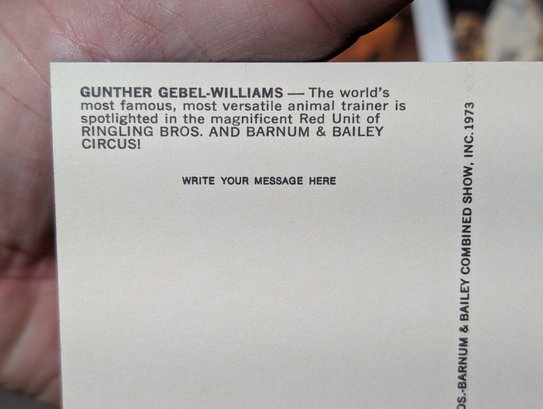 GUNTHER GEBEL-WILLIAMS — The world's
most famous, most versatile animal trainer is
spotlighted in the magnificent Red Unit of
RINGLING BROS. AND BARNUM & BAILEY
CIRCUS!
WRITE YOUR MESSAGE HERE
OS.-BARNUM & BAILEY COMBINED SHOW, INC. 1973